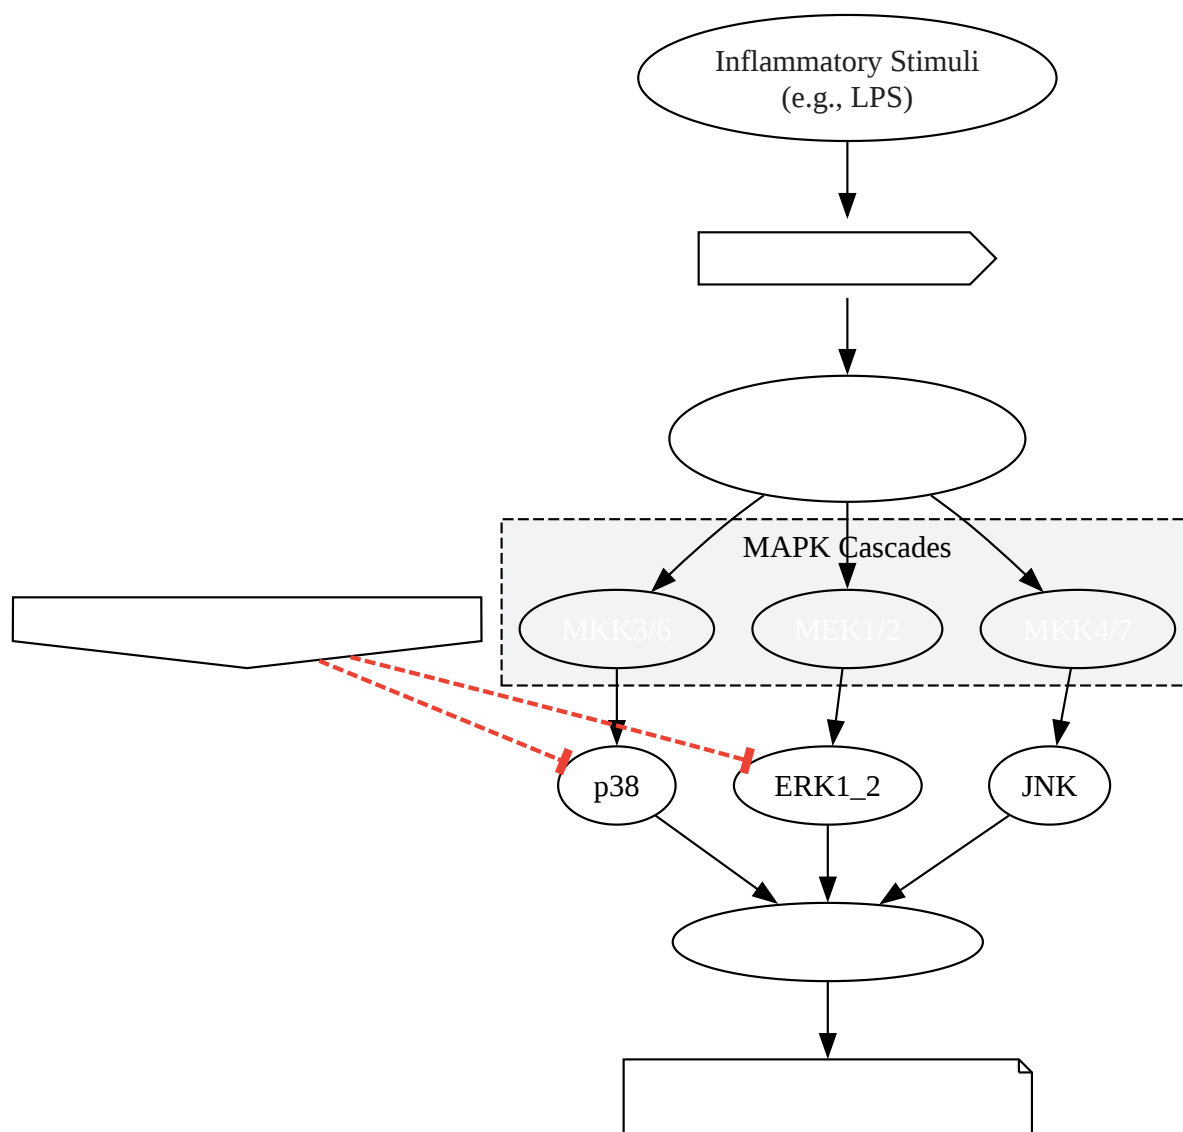 Inflammatory Stimuli
(e.g., LPS)
MAPK Cascades
MKK3/6
MEK1/2
MKK4/7
p38
ERK1_2
JNK